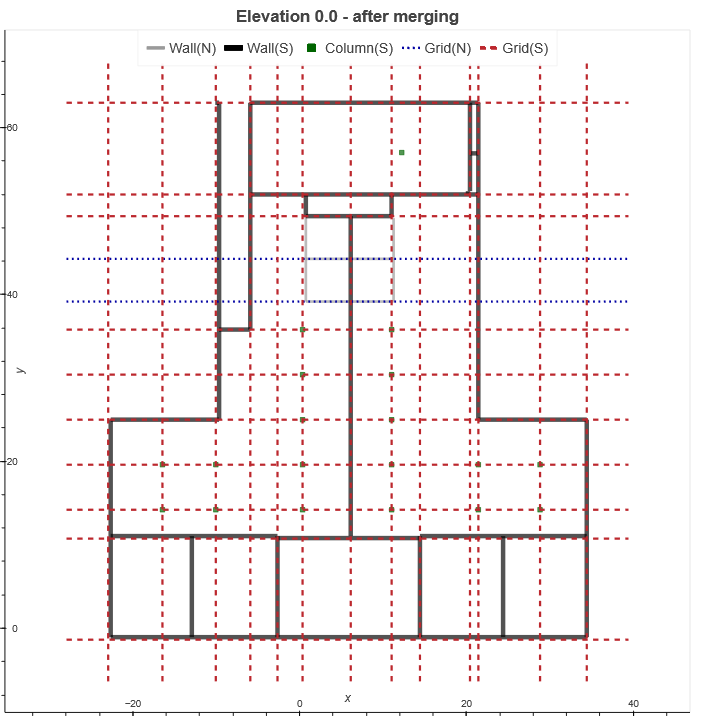 Elevation 0.0 - after merging
Wall(N) Wall(S) Column(S) Grid(N) Grid(S)
60
40
y
20
0
x
−20 0 20 40